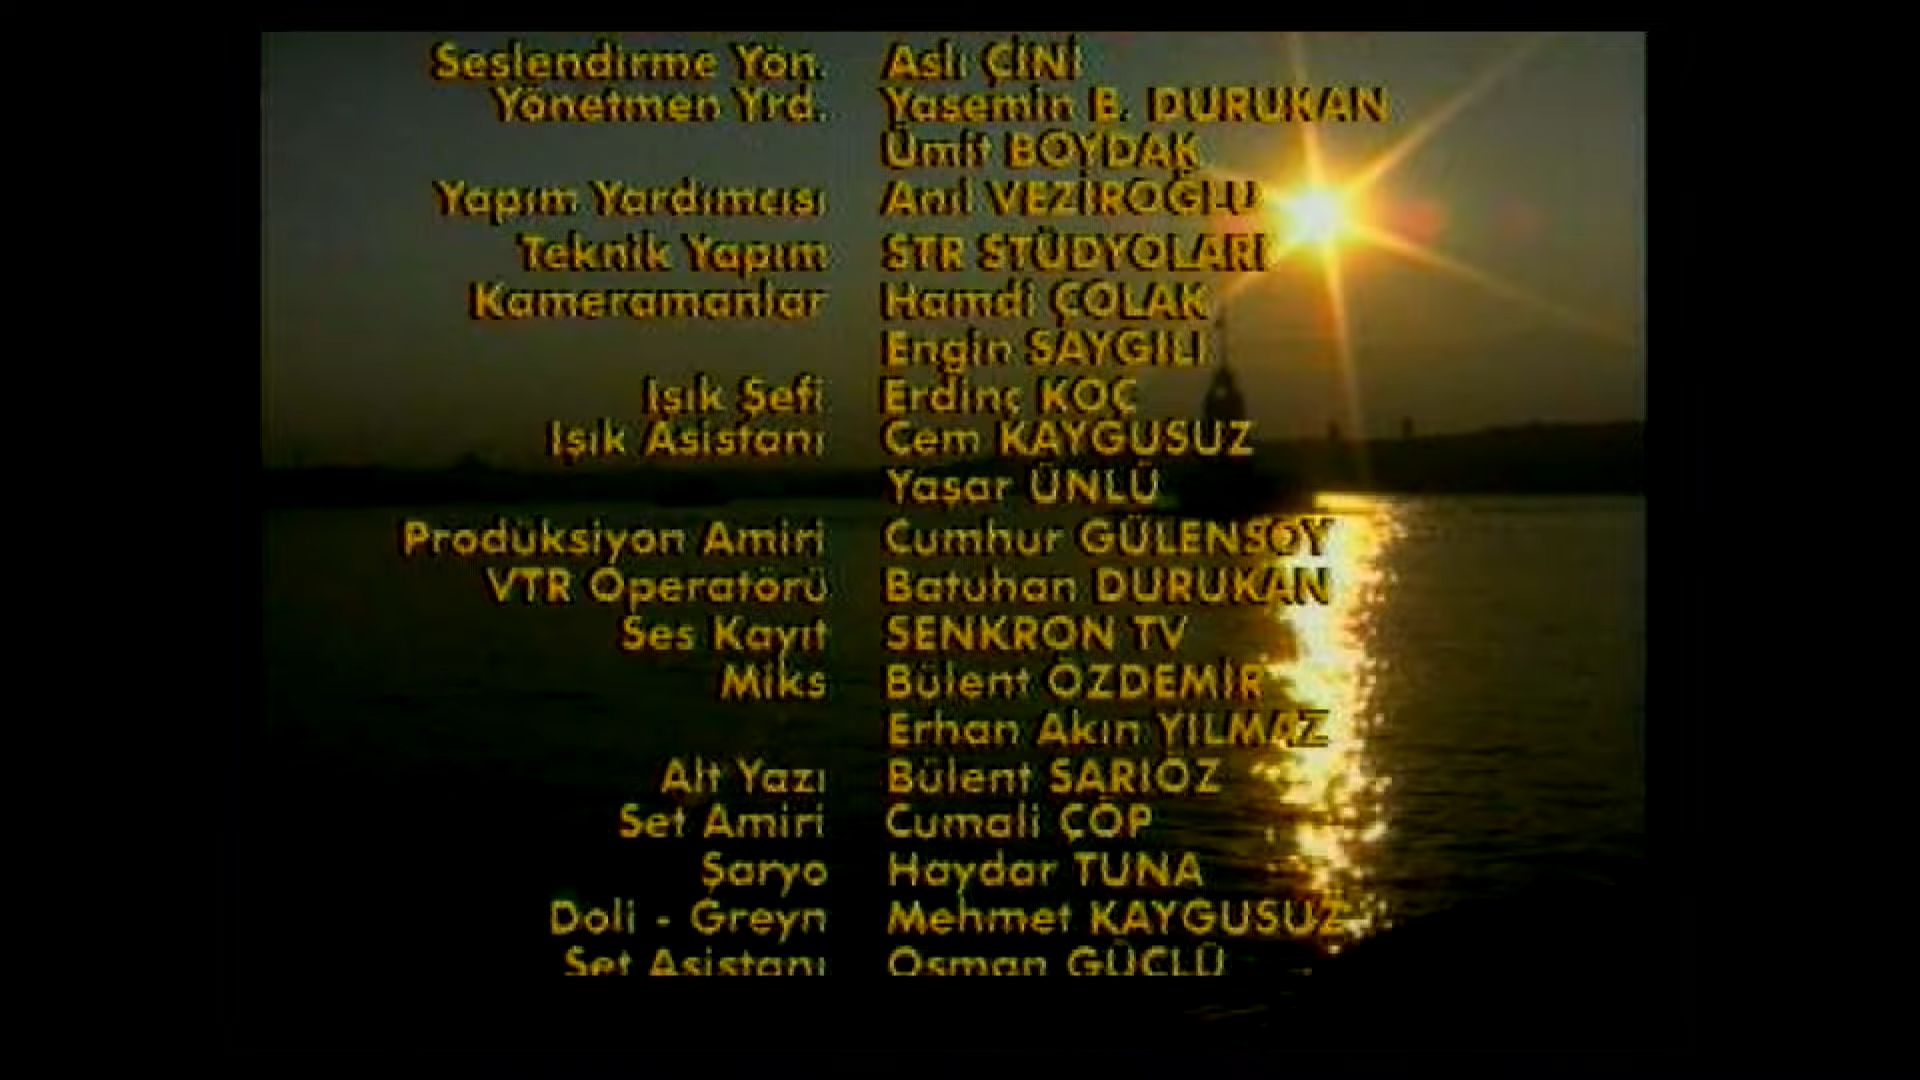 Seslendirme Yön. Aslı ÇİNİ
Yönetmen Yrd. Yasemin B. DURUKAN
Ümit BOYDAK
Yapım Yardımcısı Anıl VEZİROĞLU
Teknik Yapım STR STÜDYOLARI
Kameramanlar Hamdi ÇOLAK
Engin SAYGILI
Işık Şefi Erdinç KOÇ
Işık Asistanı Cem KAYGUSUZ
Yaşar ÜNLÜ
Prodüksiyon Amiri Cumhur GÜLENSOY
VTR Operatörü Batuhan DURUKAN
Ses Kayıt SENKRON TV
Miks Bülent ÖZDEMİR
Erhan Akın YILMAZ
Alt Yazı Bülent SARIÖZ
Set Amiri Cumali ÇÖP
Şaryo Haydar TUNA
Doli - Greyn Mehmet KAYGUSUZ
Set Asistanı Osman GÜÇLÜ